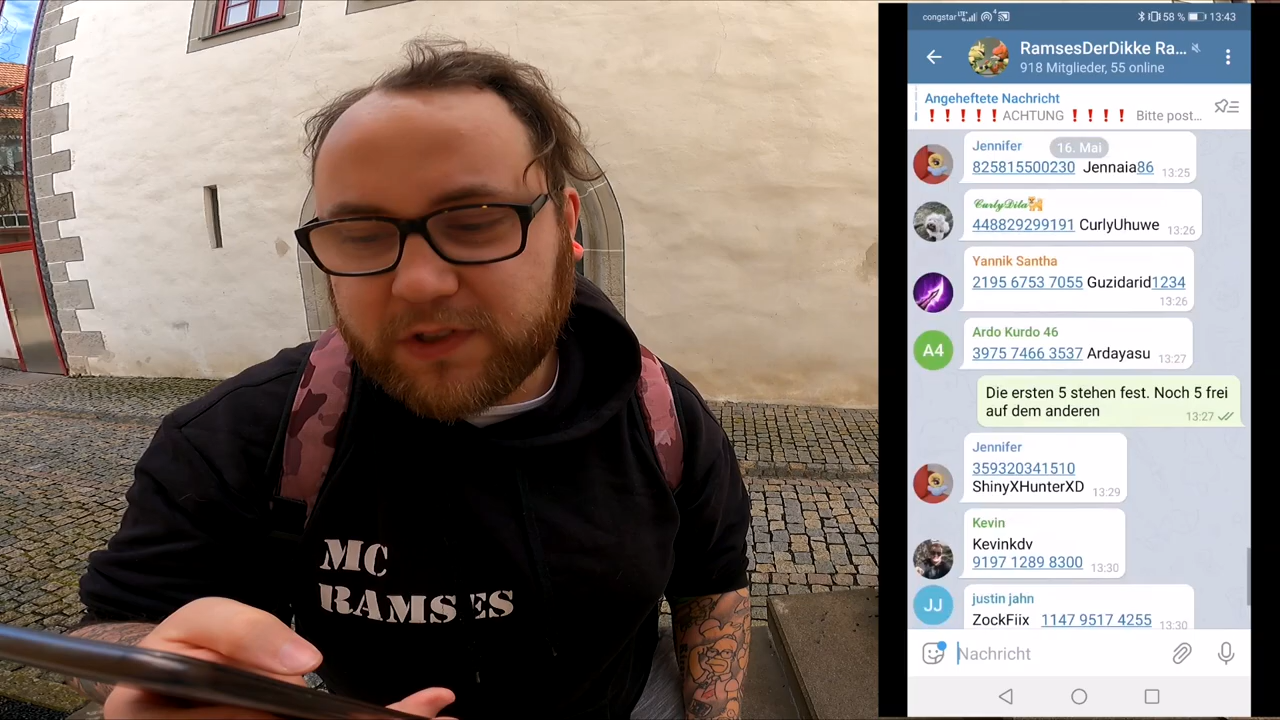 MC
RAMSES
congstar 58 % 13:43
RamsesDerDikke Ra...
918 Mitglieder, 55 online
Angeheftete Nachricht
❗❗❗❗❗ACHTUNG❗❗❗❗ Bitte post...
16. Mai
Jennifer
825815500230 Jennaia86 13:25
CurlyDita
448829299191 CurlyUhuwe 13:26
Yannik Santha
2195 6753 7055 Guzidarid1234
13:26
A4
Ardo Kurdo 46
3975 7466 3537 Ardayasu 13:27
Die ersten 5 stehen fest. Noch 5 frei
auf dem anderen 13:27
Jennifer
359320341510
ShinyXHunterXD 13:29
Kevin
Kevinkdv
9197 1289 8300 13:30
JJ
justin jahn
ZockFiix 1147 9517 4255 13:30
Nachricht